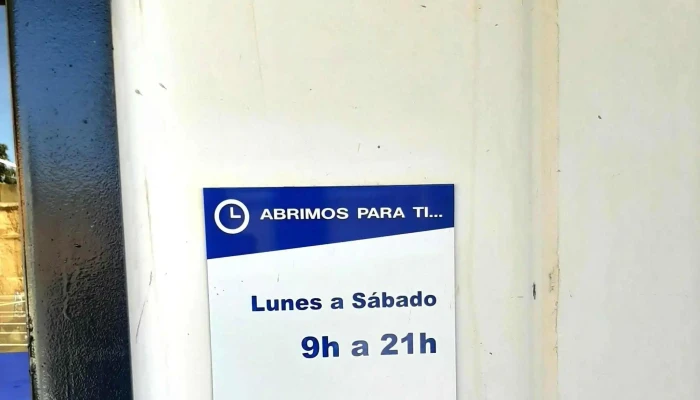 ABRIMOS PARA TI...
Lunes a Sábado
9h a 21h